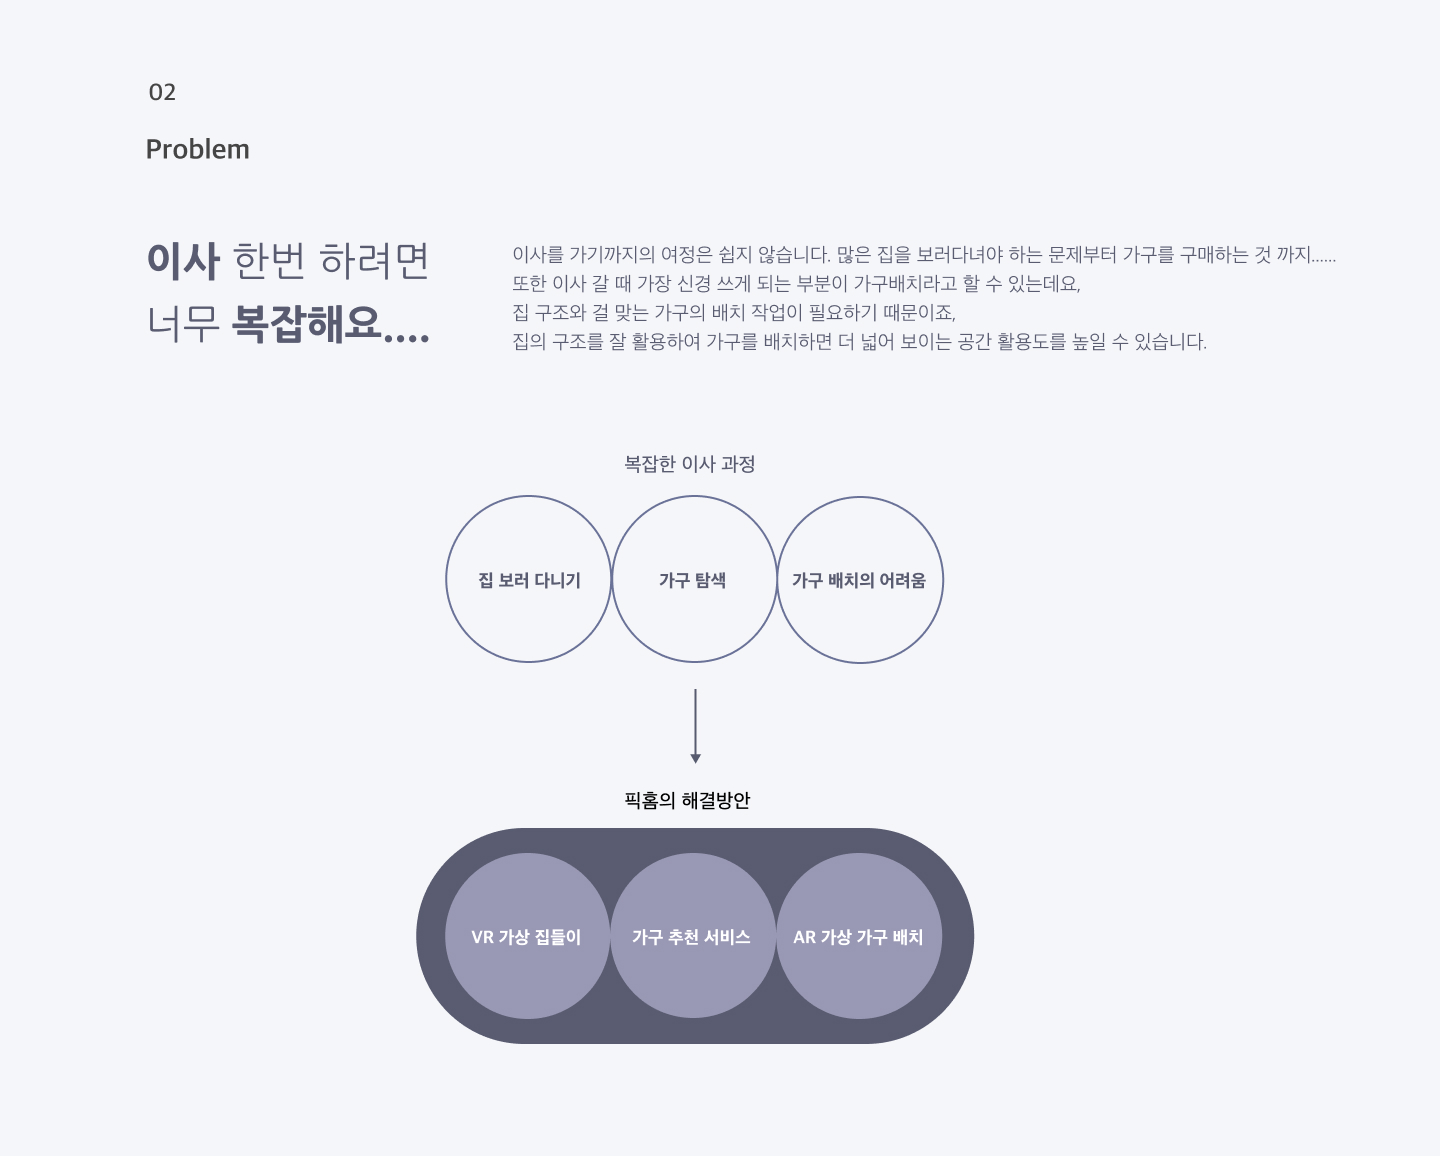 02
Problem
이사 한번 하려면
너무 복잡해요....
이사를 가기까지의 여정은 쉽지 않습니다. 많은 집을 보러다녀야 하는 문제부터 가구를 구매하는 것 까지......
또한 이사 갈 때 가장 신경 쓰게 되는 부분이 가구배치라고 할 수 있는데요,
집 구조와 걸 맞는 가구의 배치 작업이 필요하기 때문이죠,
집의 구조를 잘 활용하여 가구를 배치하면 더 넓어 보이는 공간 활용도를 높일 수 있습니다.
복잡한 이사 과정
집 보러 다니기
가구 탐색
가구 배치의 어려움
픽홈의 해결방안
VR 가상 집들이
가구 추천 서비스
AR 가상 가구 배치